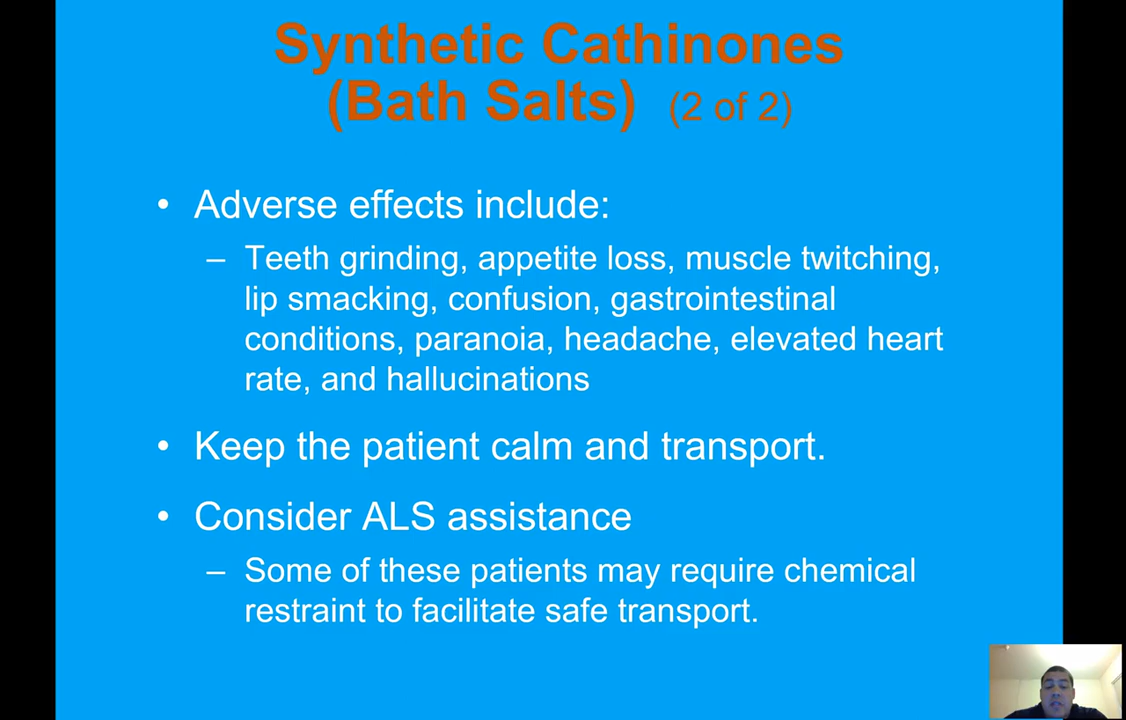 Synthetic Cathinones
(Bath Salts) (2 of 2)
• Adverse effects include:
– Teeth grinding, appetite loss, muscle twitching,
lip smacking, confusion, gastrointestinal
conditions, paranoia, headache, elevated heart
rate, and hallucinations
• Keep the patient calm and transport.
• Consider ALS assistance
– Some of these patients may require chemical
restraint to facilitate safe transport.